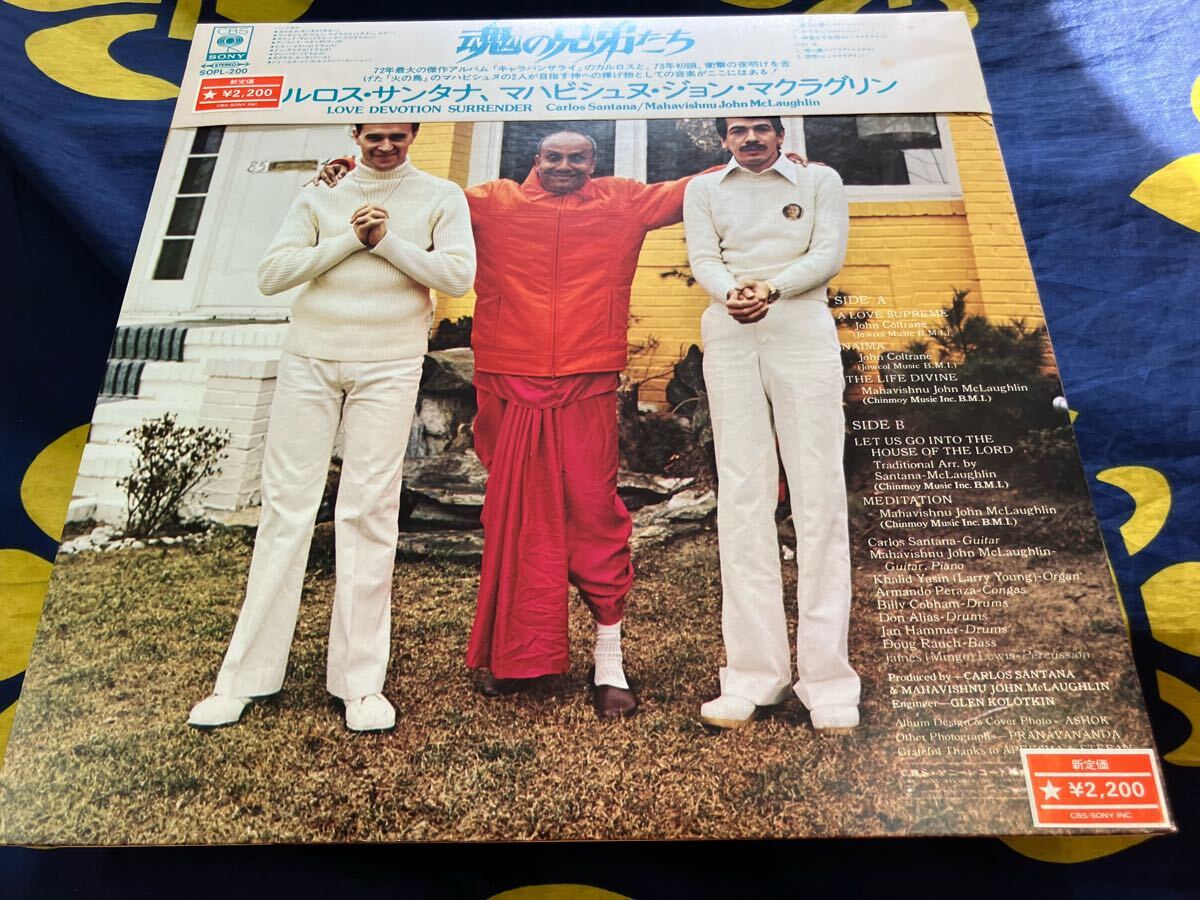 CBS
SONY
STEREO
SOPL-200
新定価
★ ¥2,200
CBS/SONY INC
魂の兄弟たち
72年最大の傑作アルバム「キャラバンサライ」のカルロスと、73年初頭、衝撃の夜明けを告
げた「火の鳥」のマハビシュヌの2人が目指す神への捧げ物としての音楽がここにはある!
ルロス・サンタナ、マハビシュヌ・ジョン・マクラグリン
LOVE DEVOTION SURRENDER Carlos Santana/Mahavishnu John McLaughlin
85
SIDE A
A LOVE SUPREME
John Coltrane
(Jowcol Music B.M.I.)
NAIMA
John Coltrane
(Jowcol Music B.M.I.)
THE LIFE DIVINE
Mahavishnu John McLaughlin
(Chinmoy Music Inc. B.M.I.)
SIDE B
LET US GO INTO THE
HOUSE OF THE LORD
Traditional Arr. by
Santana-McLaughlin
(Chinmoy Music Inc. B.M.I.)
MEDITATION
Mahavishnu John McLaughlin
(Chinmoy Music Inc. B.M.I.)
Carlos Santana-Guitar
Mahavishnu John McLaughlin-
Guitar, Piano
Khalid Yasin (Larry Young)-Organ
Armando Peraza-Congas
Billy Cobham-Drums
Don Alias-Drums
Jan Hammer-Drums
Doug Rauch-Bass
James (Mingo) Lewis-Percussion
Produced by - CARLOS SANTANA
& MAHAVISHNU JOHN McLAUGHLIN
Enginger-GLEN KOLOTKIN
Album Design & Cover Photo - ASHOK
Other Photographs-PRANAVANANDA
Grateful Thanks to
新定価
★ ¥2,200
CBS/SONY INC